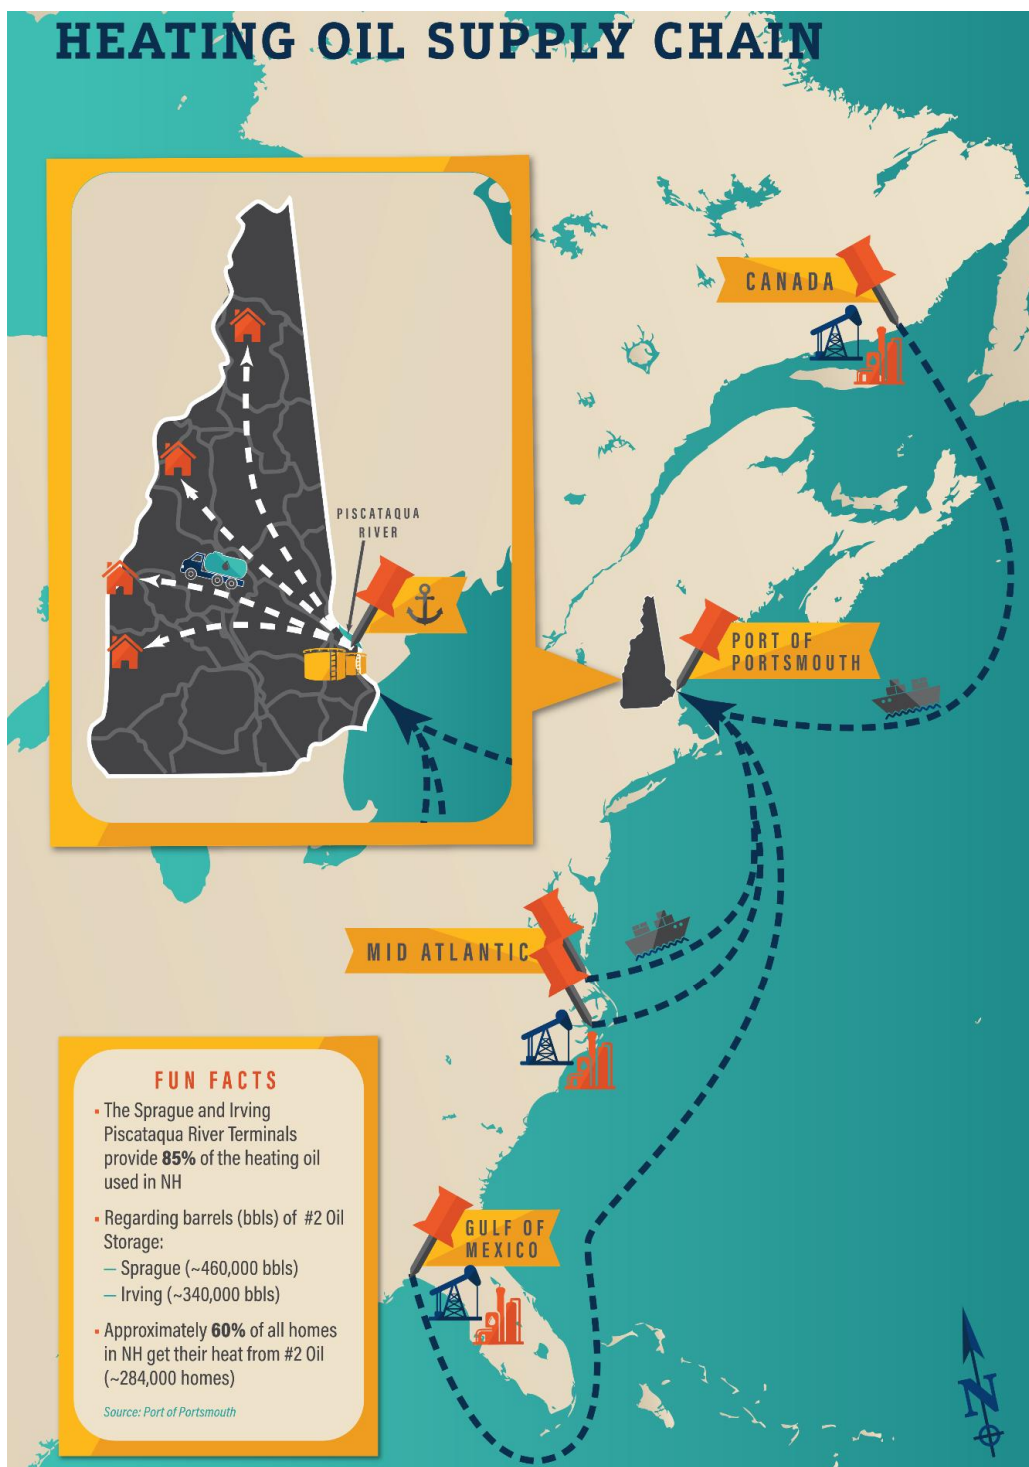 HEATING OIL SUPPLY CHAIN
CANADA
PISCATAQUA
RIVER
PORT OF
PORTSMOUTH
MID ATLANTIC
GULF OF
MEXICO
FUN FACTS
▪ The Sprague and Irving
Piscataqua River Terminals
provide 85% of the heating oil
used in NH
▪ Regarding barrels (bbls) of #2 Oil
Storage:
— Sprague (~460,000 bbls)
— Irving (~340,000 bbls)
▪ Approximately 60% of all homes
in NH get their heat from #2 Oil
(~284,000 homes)
Source: Port of Portsmouth
N